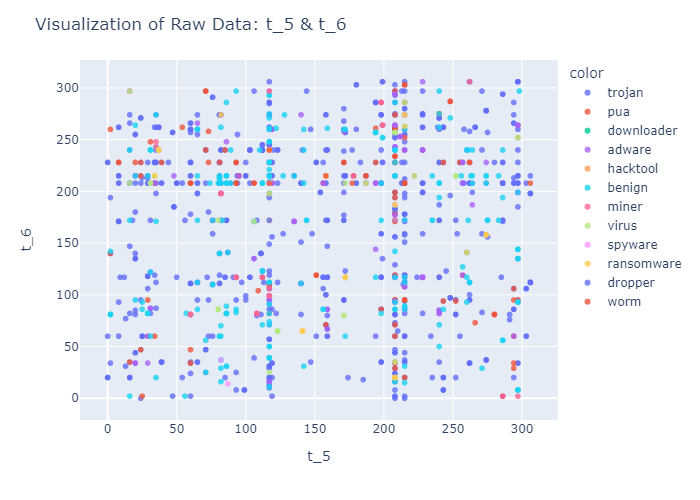 Visualization of Raw Data: t_5 & t_6
color
trojan
pua
downloader
adware
hacktool
benign
miner
virus
spyware
ransomware
dropper
worm
t_6
300
250
200
150
100
50
0
0 50 100 150 200 250 300
t_5